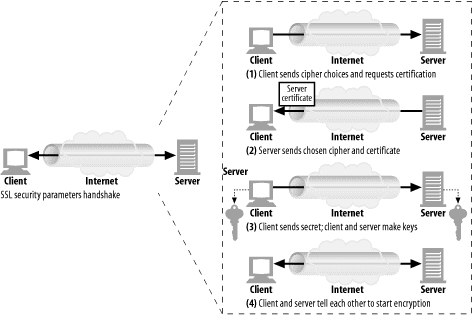 Client
Internet
Server
SSL security parameters handshake
Client
Internet
Server
(1) Client sends cipher choices and requests certification
Server
certificate
Client
Internet
Server
(2) Server sends chosen cipher and certificate
Server
Client
Internet
Server
(3) Client sends secret; client and server make keys
Client
Internet
Server
(4) Client and server tell each other to start encryption